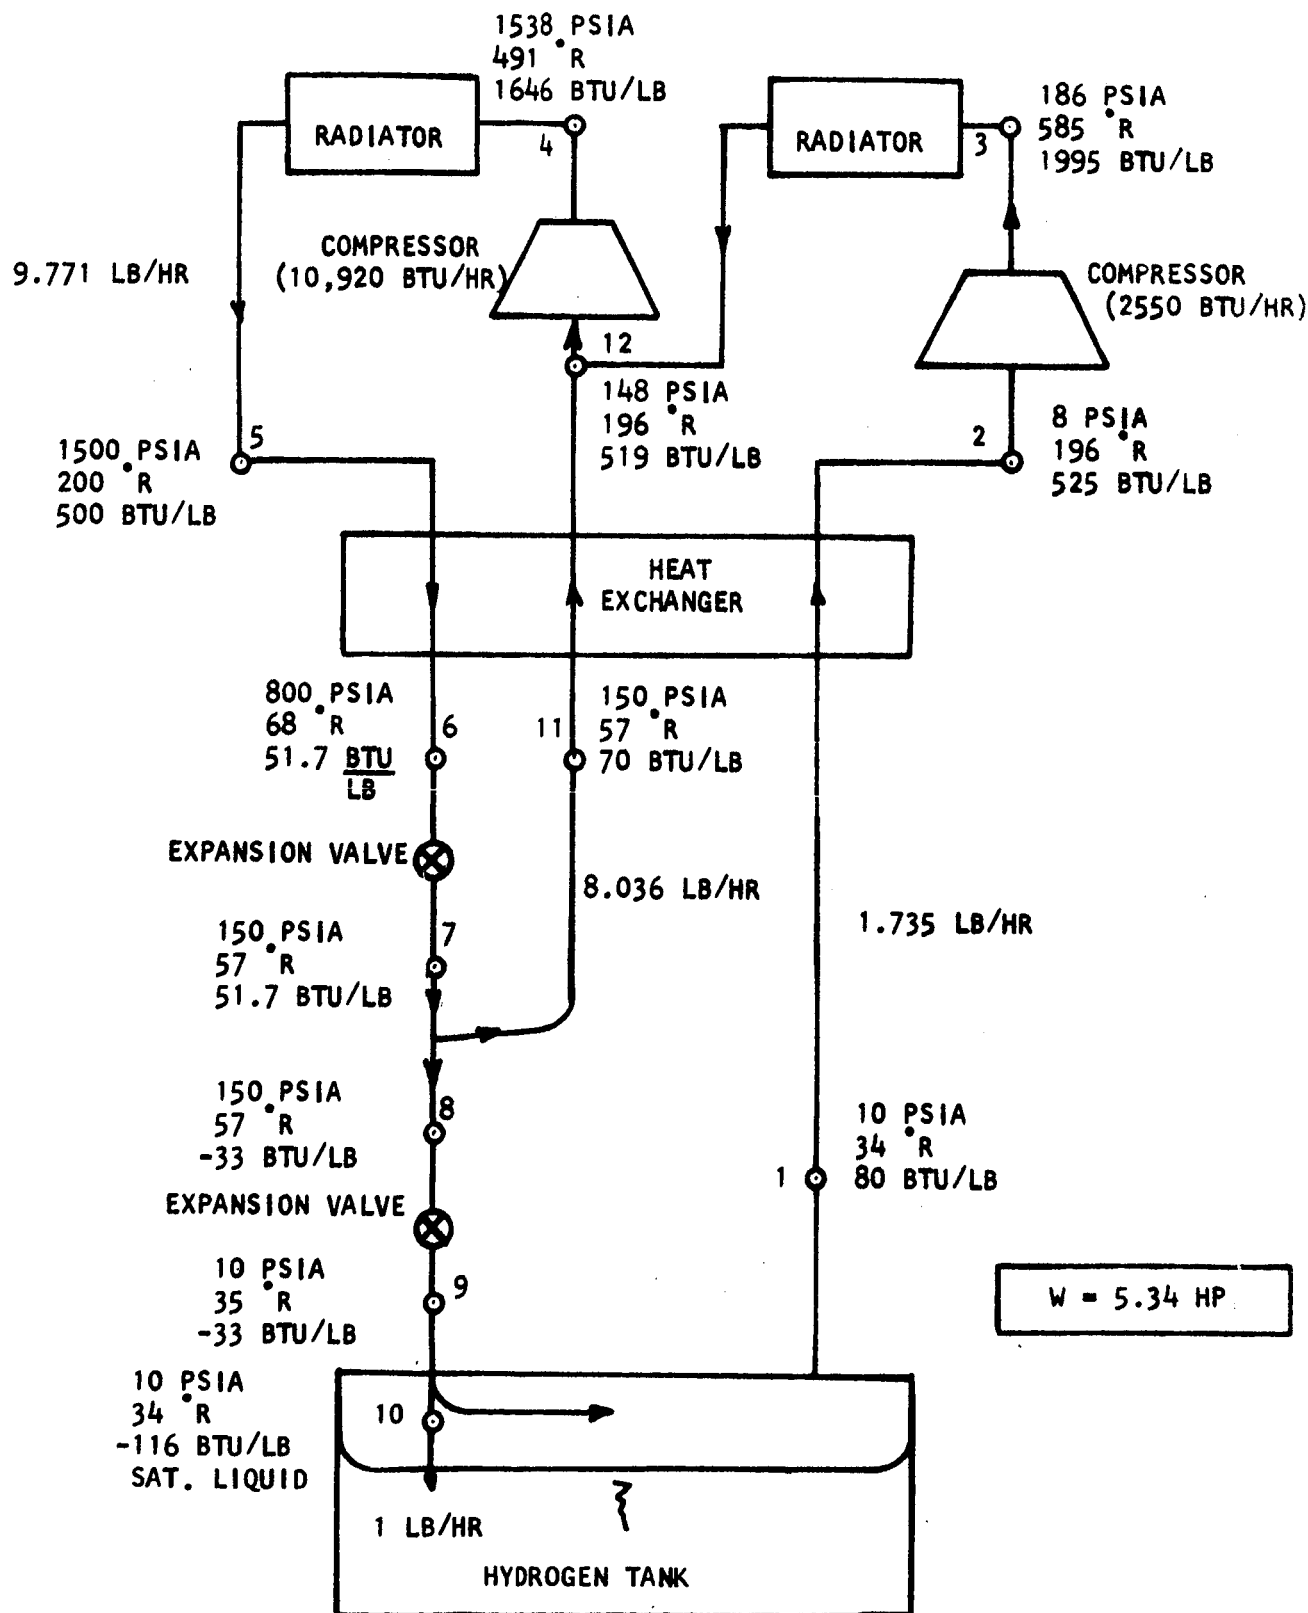 1538 PSIA
491 °R
1646 BTU/LB
RADIATOR
4
RADIATOR
3
186 PSIA
585 °R
1995 BTU/LB
COMPRESSOR
(10,920 BTU/HR)
9.771 LB/HR
COMPRESSOR
(2550 BTU/HR)
12
148 PSIA
196 °R
519 BTU/LB
5
1500 PSIA
200 °R
500 BTU/LB
2
8 PSIA
196 °R
525 BTU/LB
HEAT
EXCHANGER
800 PSIA
68 °R
51.7 BTU
LB
6
11
150 PSIA
57 °R
70 BTU/LB
EXPANSION VALVE
8.036 LB/HR
1.735 LB/HR
7
150 PSIA
57 °R
51.7 BTU/LB
8
150 PSIA
57 °R
-33 BTU/LB
1
10 PSIA
34 °R
80 BTU/LB
EXPANSION VALVE
9
10 PSIA
35 °R
-33 BTU/LB
W = 5.34 HP
10 PSIA
34 °R
-116 BTU/LB
SAT. LIQUID
10
1 LB/HR
HYDROGEN TANK